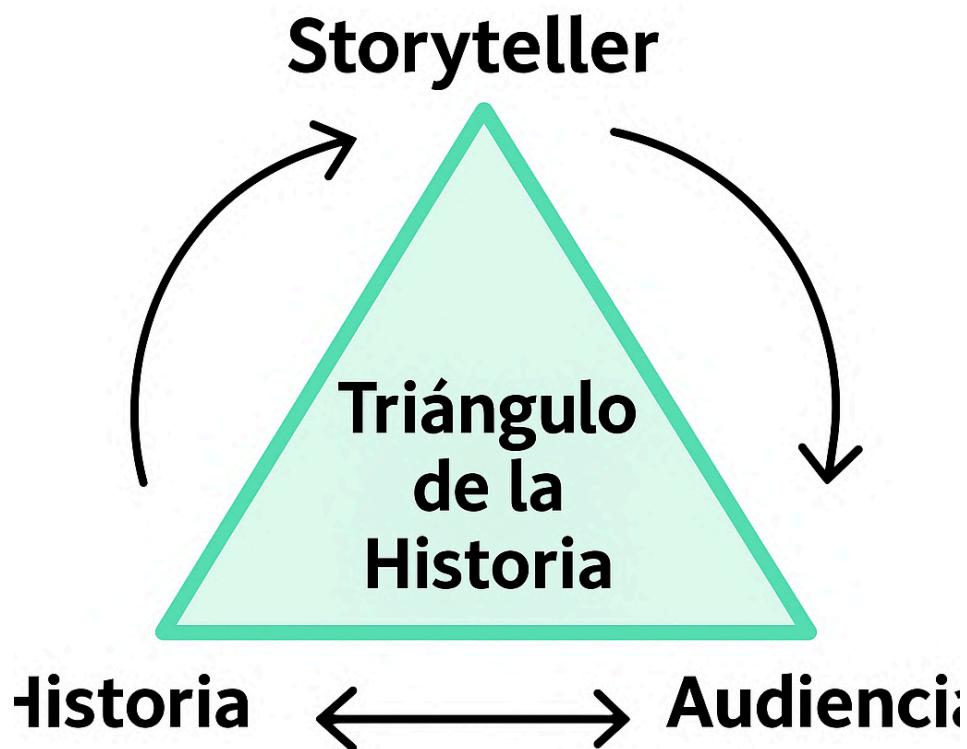 Storyteller
Triángulo
de la
Historia
Historia
Audiencia